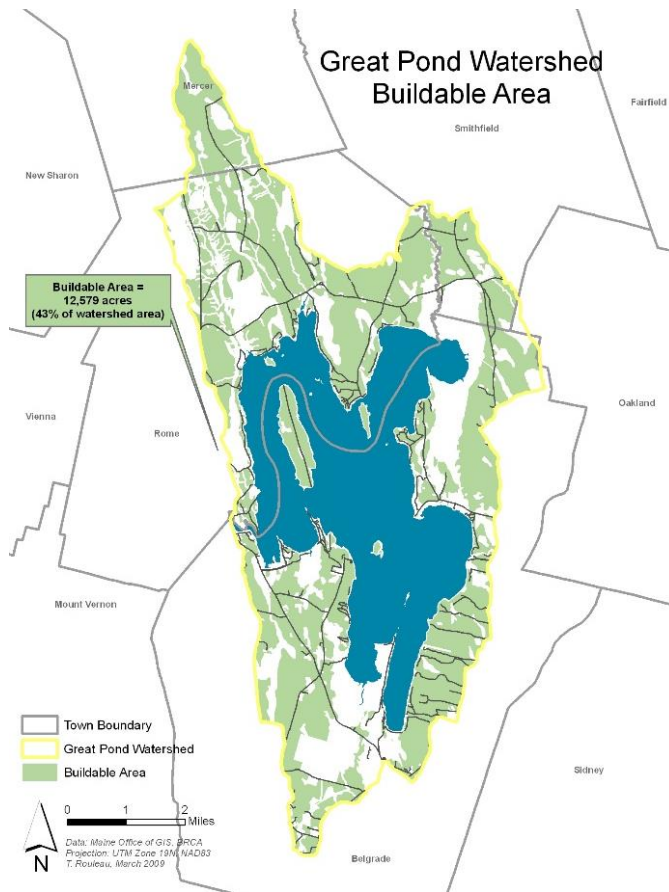 Great Pond Watershed
Buildable Area
Mercer
Fairfield
Smithfield
New Sharon
Buildable Area =
12,579 acres
(43% of watershed area)
Oakland
Vienna
Rome
Mount Vernon
Town Boundary
Great Pond Watershed
Buildable Area
Sidney
0 1 2
Miles
Data: Maine Office of GIS, BRCA
Projection: UTM Zone 19N, NAD83
T. Rouleau, March 2009
N
Belgrade